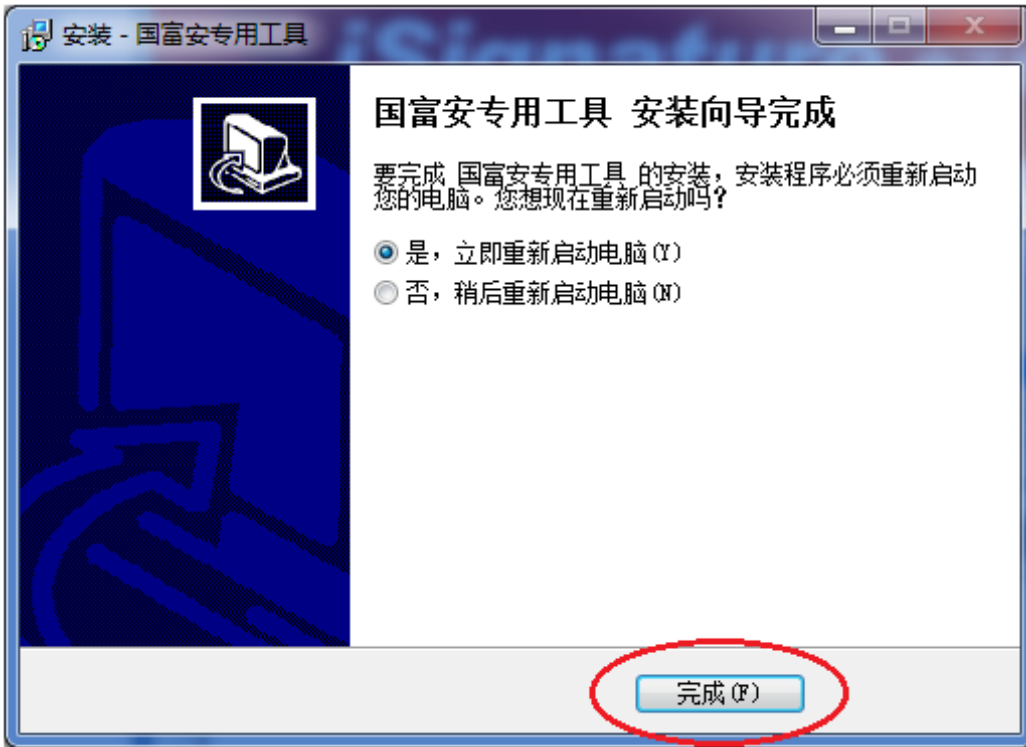 iSignature
安装 - 国富安专用工具
国富安专用工具 安装向导完成
要完成 国富安专用工具 的安装，安装程序必须重新启动
您的电脑。您想现在重新启动吗？
是，立即重新启动电脑(Y)
否，稍后重新启动电脑(N)
完成(F)